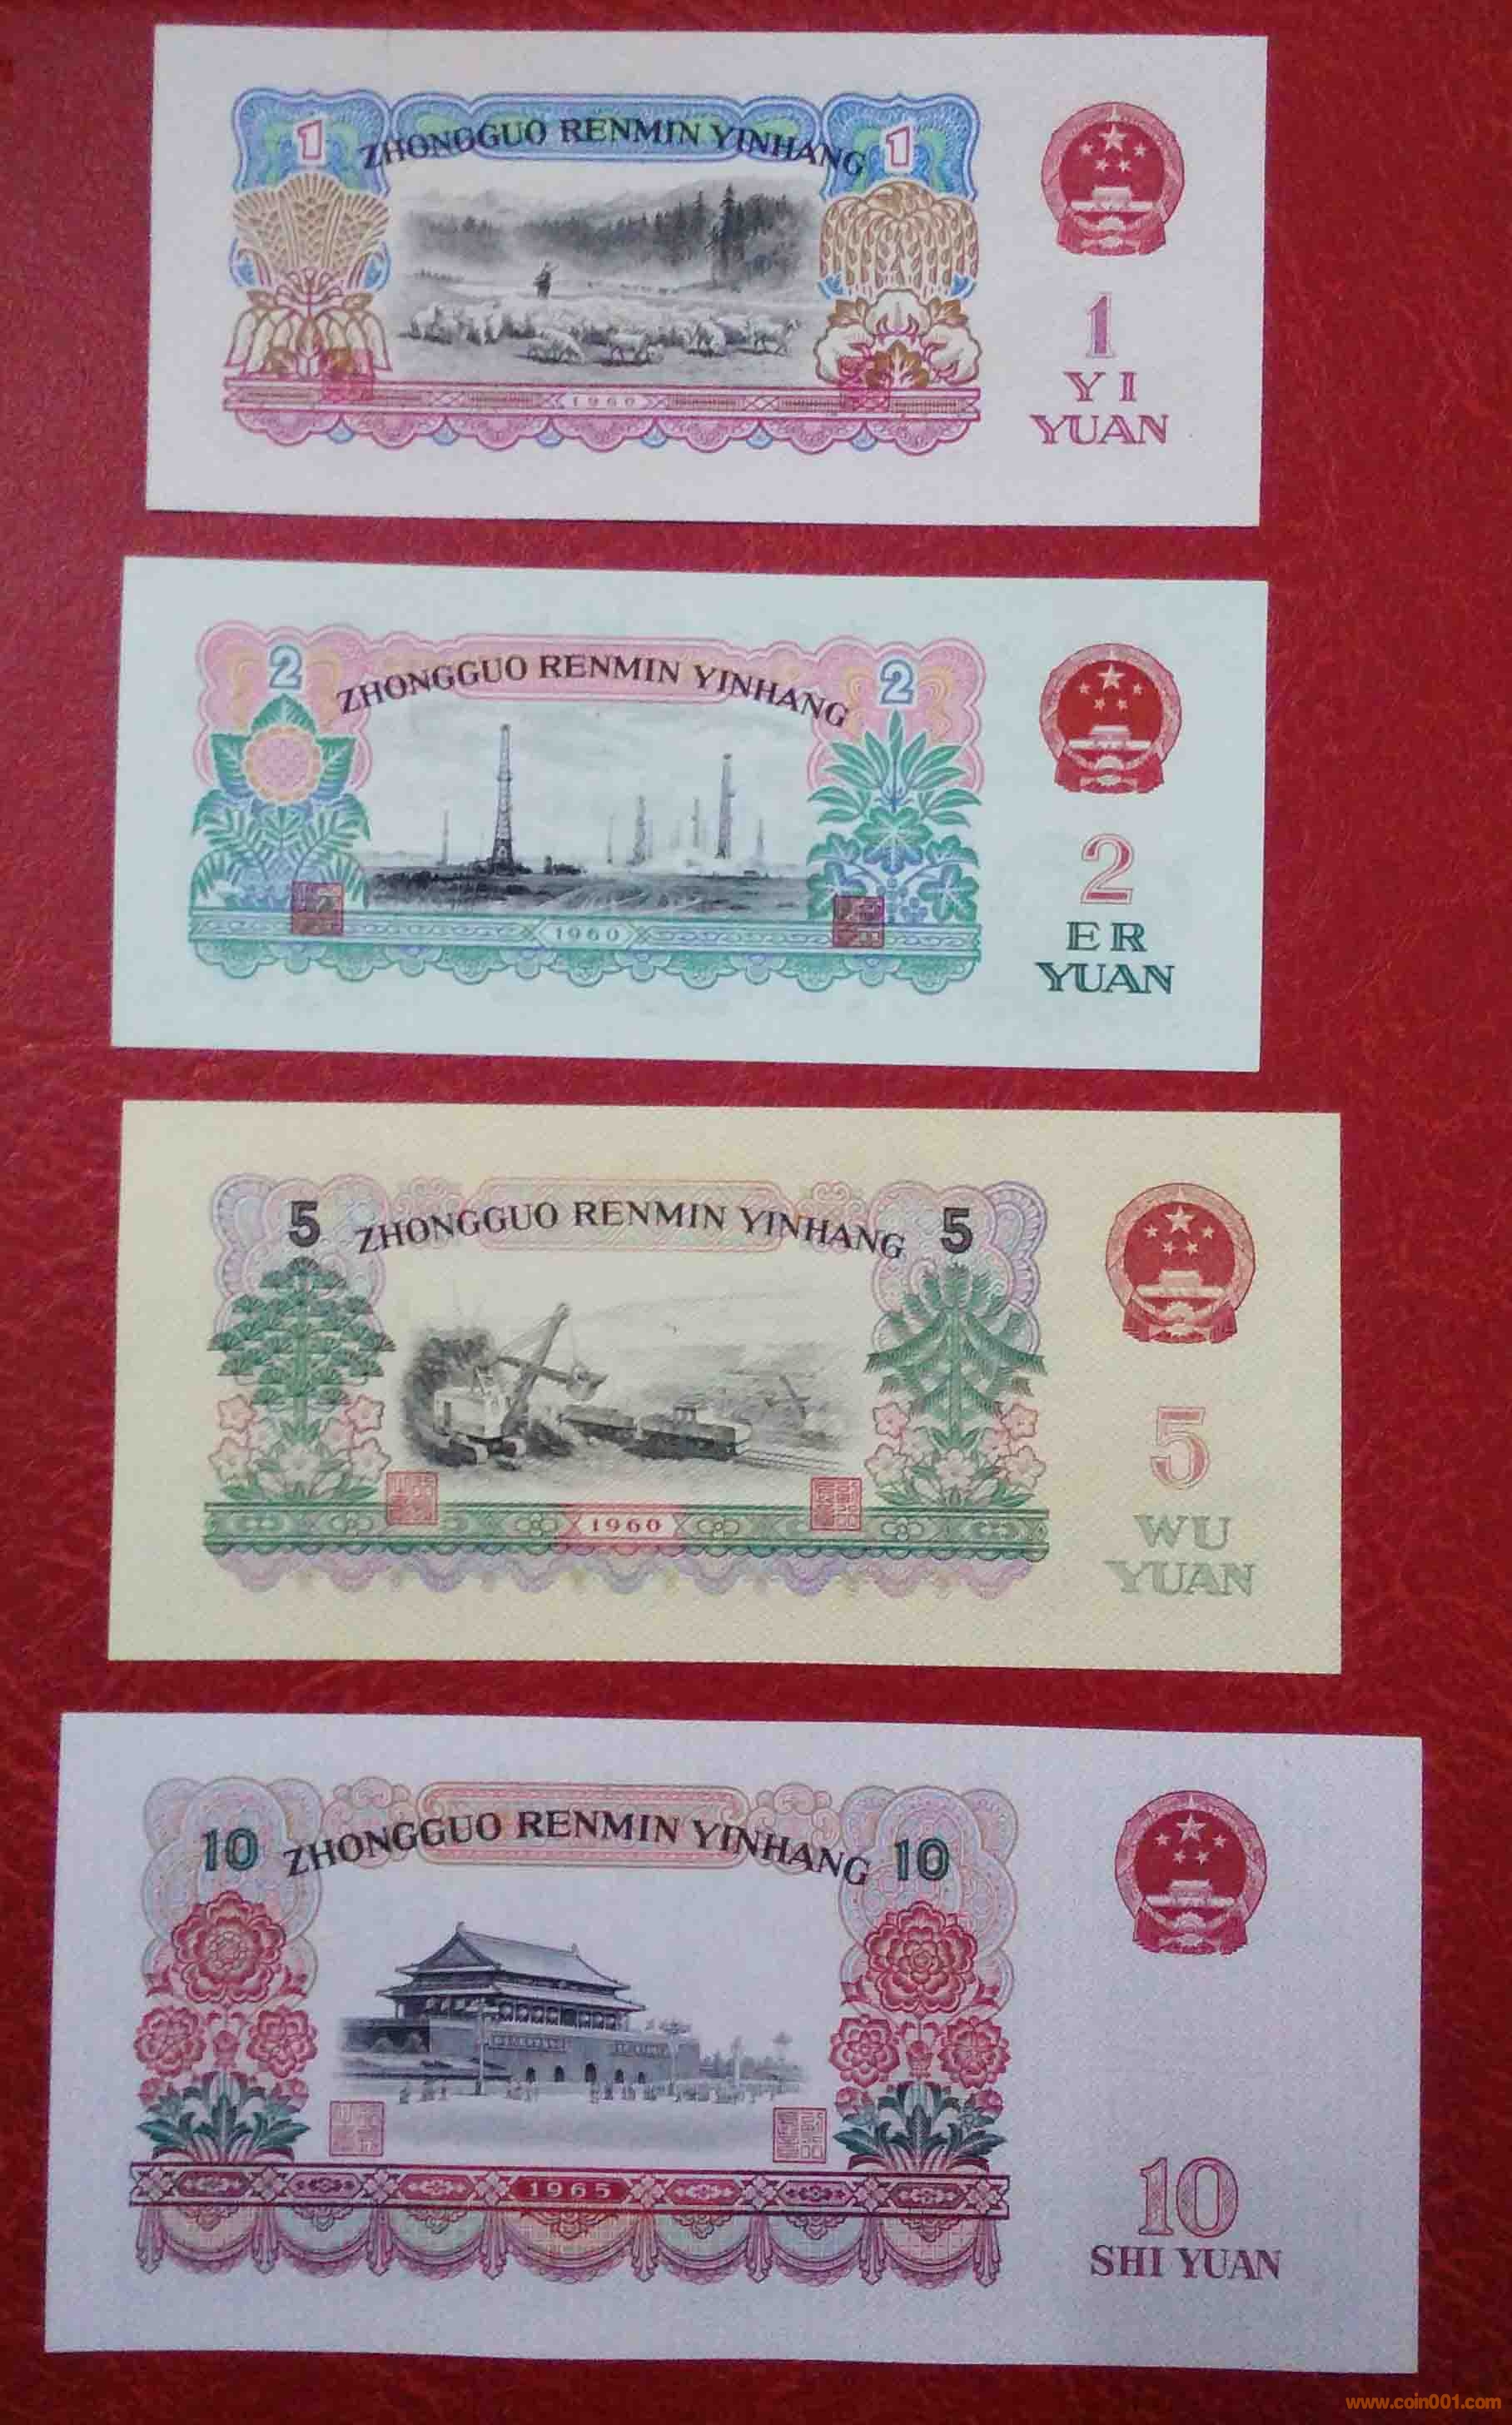 1 ZHONGGUO RENMIN YINHANG 1
1960
1
YI
YUAN
2 ZHONGGUO RENMIN YINHANG 2
1960
2
ER
YUAN
5 ZHONGGUO RENMIN YINHANG 5
1960
5
WU
YUAN
10 ZHONGGUO RENMIN YINHANG 10
1965
10
SHI YUAN
www.coin001.com